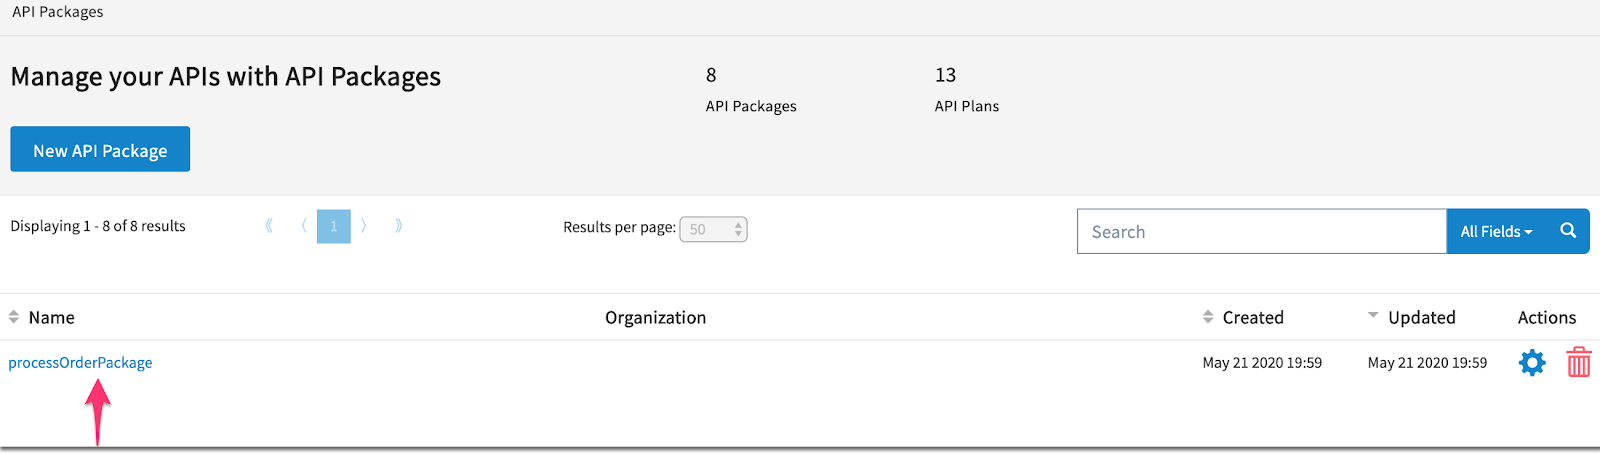 API Packages
Manage your APIs with API Packages
8
API Packages
13
API Plans
New API Package
Displaying 1 - 8 of 8 results
《 〈 1 〉 》
Results per page: 50
Search
All Fields
Name Organization Created Updated Actions
processOrderPackage May 21 2020 19:59 May 21 2020 19:59